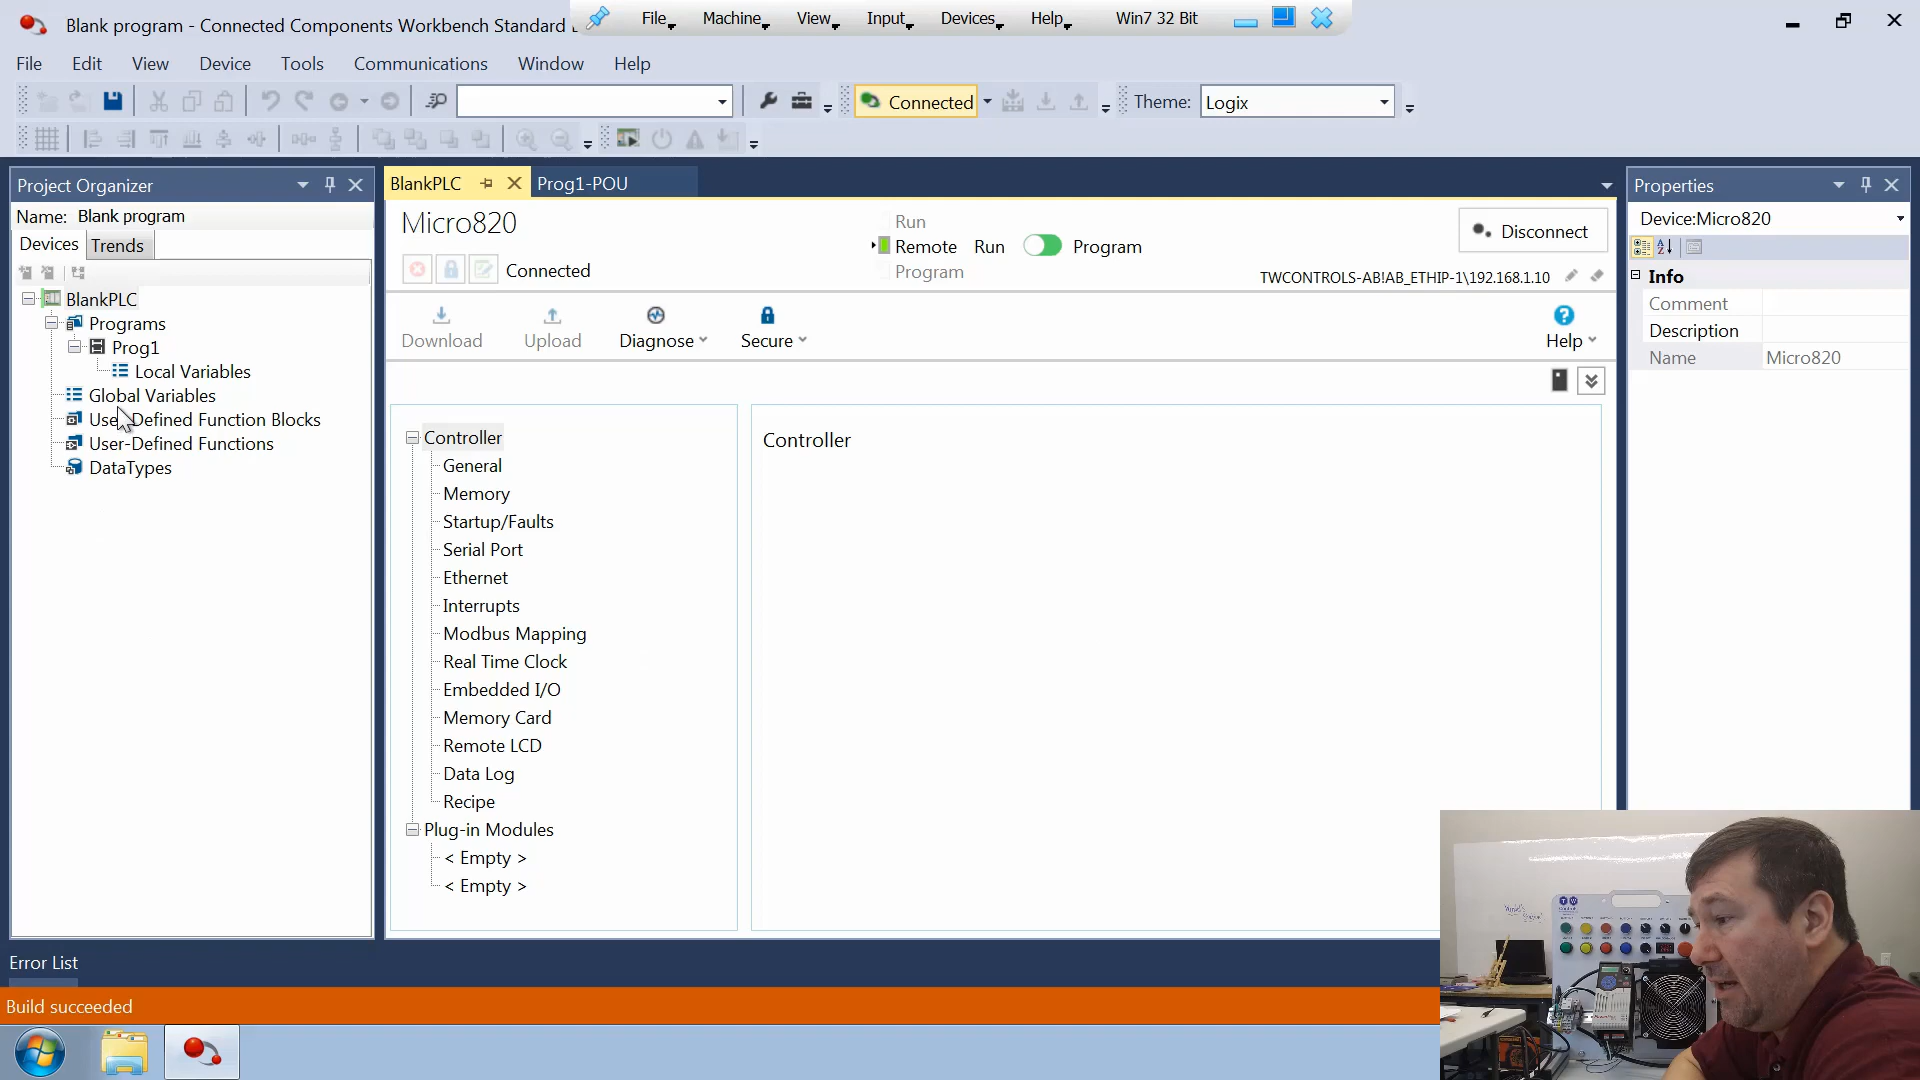 Blank program - Connected Components Workbench Standard
File Machine View Input Devices Help Win7 32 Bit
File Edit View Device Tools Communications Window Help
Connected Theme: Logix
Project Organizer
Name: Blank program
Devices Trends
BlankPLC
Programs
Prog1
Local Variables
Global Variables
User-Defined Function Blocks
User-Defined Functions
DataTypes
BlankPLC Prog1-POU
Micro820
Connected
Run
Remote Run Program
Program
Disconnect
TWCONTROLS-AB!AB_ETHIP-1\192.168.1.10
Download Upload Diagnose Secure Help
Controller
General
Memory
Startup/Faults
Serial Port
Ethernet
Interrupts
Modbus Mapping
Real Time Clock
Embedded I/O
Memory Card
Remote LCD
Data Log
Recipe
Plug-in Modules
< Empty >
< Empty >
Controller
Properties
Device:Micro820
Info
Comment
Description
Name Micro820
Error List
Build succeeded